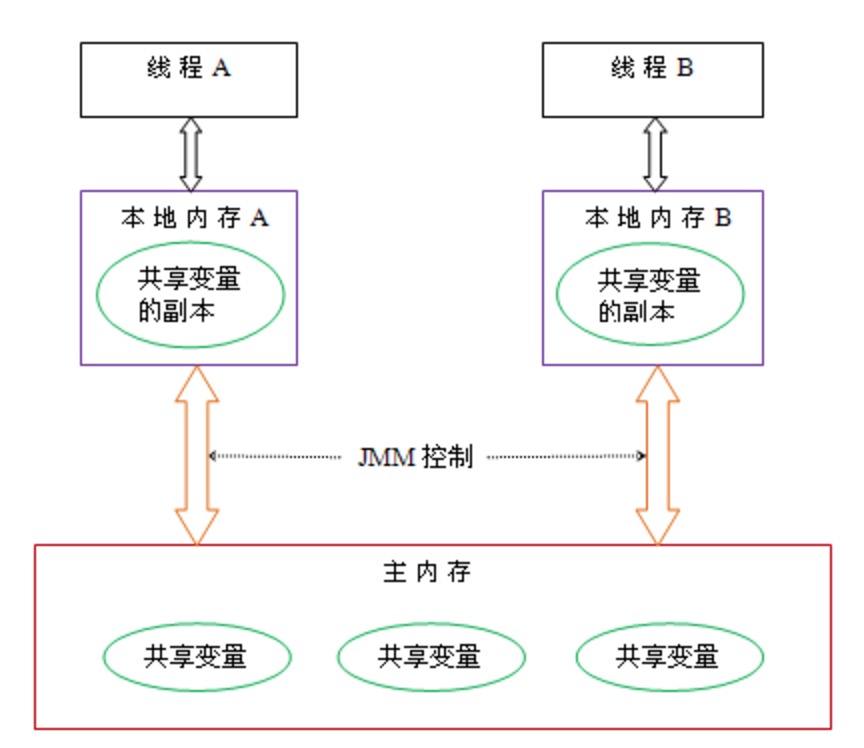 线程 A
线程 B
本地内存 A
本地内存 B
共享变量
的副本
共享变量
的副本
JMM 控制
主内存
共享变量
共享变量
共享变量